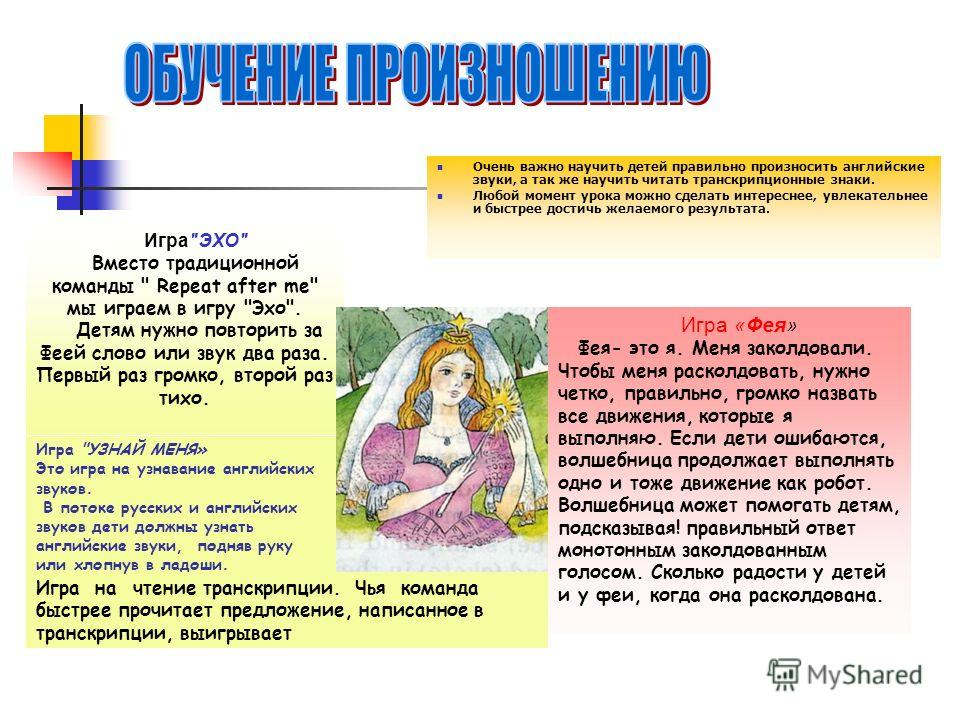 ОБУЧЕНИЕ ПРОИЗНОШЕНИЮ
Очень важно научить детей правильно произносить английские
звуки, а так же научить читать транскрипционные знаки.
Любой момент урока можно сделать интереснее, увлекательнее
и быстрее достичь желаемого результата.
Игра"ЭХО"
Вместо традиционной
команды " Repeat after me"
мы играем в игру "Эхо".
Детям нужно повторить за
Феей слово или звук два раза.
Первый раз громко, второй раз
тихо.
Игра "УЗНАЙ МЕНЯ»
Это игра на узнавание английских
звуков.
В потоке русских и английских
звуков дети должны узнать
английские звуки, подняв руку
или хлопнув в ладоши.
Игра на чтение транскрипции. Чья команда
быстрее прочитает предложение, написанное в
транскрипции, выигрывает
Игра «Фея»
Фея- это я. Меня заколдовали.
Чтобы меня расколдовать, нужно
четко, правильно, громко назвать
все движения, которые я
выполняю. Если дети ошибаются,
волшебница продолжает выполнять
одно и тоже движение как робот.
Волшебница может помогать детям,
подсказывая! правильный ответ
монотонным заколдованным
голосом. Сколько радости у детей
и у феи, когда она расколдована.
MyShared